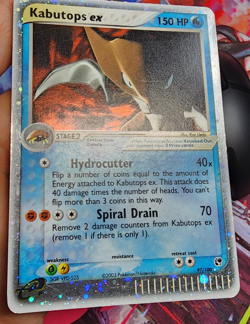 Kabutops ex 150 HP
STAGE 2
Hydrocutter 40x
Flip a number of coins equal to the amount of
Energy attached to Kabutops ex. This attack does
40 damage times the number of heads. You can't
flip more than 3 coins in this way.
Spiral Drain 70
Remove 2 damage counters from Kabutops ex
(remove 1 if there is only 1).
weakness resistance retreat cost
©2003 Pokémon/Nintendo
97/100